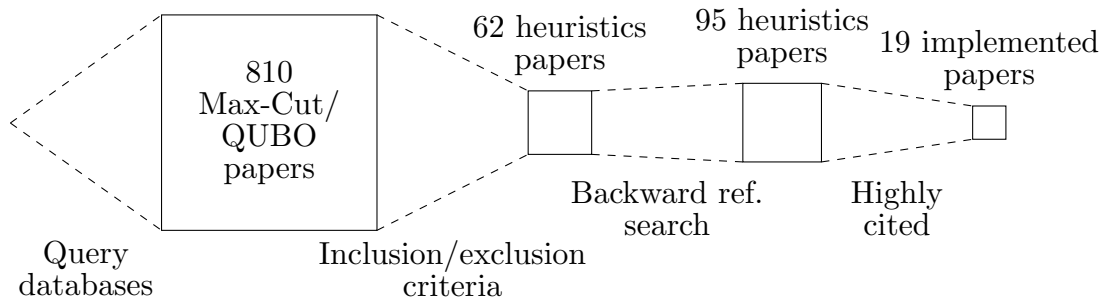 810
Max-Cut/
QUBO
papers
62 heuristics
papers
95 heuristics
papers
19 implemented
papers
Query
databases
Inclusion/exclusion
criteria
Backward ref.
search
Highly
cited